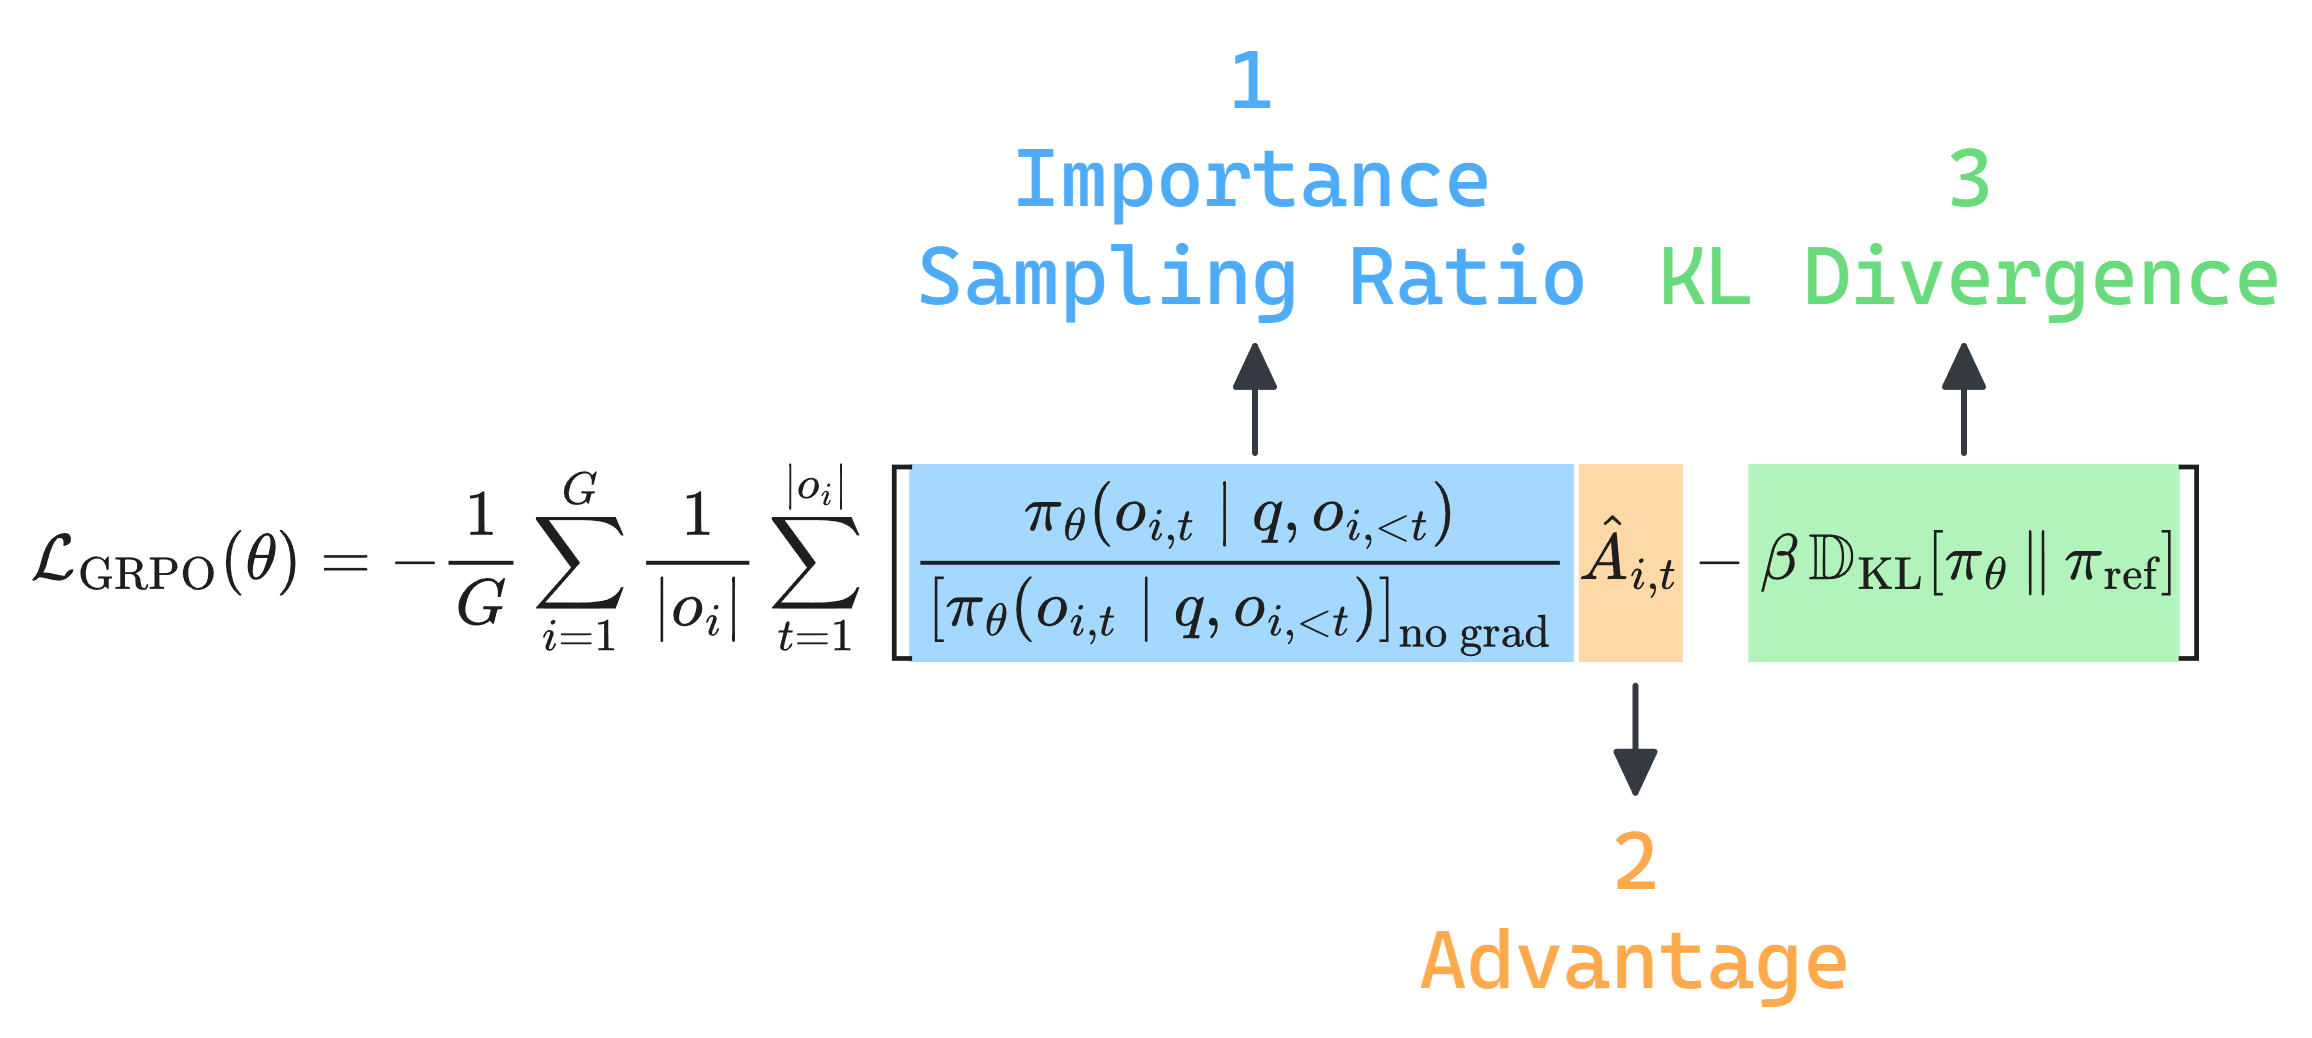 1
Importance
Sampling Ratio
3
KL Divergence
$\mathcal{L}_{\text{GRPO}}(\theta) = -\frac{1}{G} \sum_{i=1}^{G} \frac{1}{|o_i|} \sum_{t=1}^{|o_i|} \left[ \frac{\pi_\theta(o_{i,t} \mid q, o_{i,<t})}{[\pi_\theta(o_{i,t} \mid q, o_{i,<t})]_{\text{no grad}}} \hat{A}_{i,t} - \beta \, \mathbb{D}_{\text{KL}}[\pi_\theta \parallel \pi_{\text{ref}}] \right]$
2
Advantage